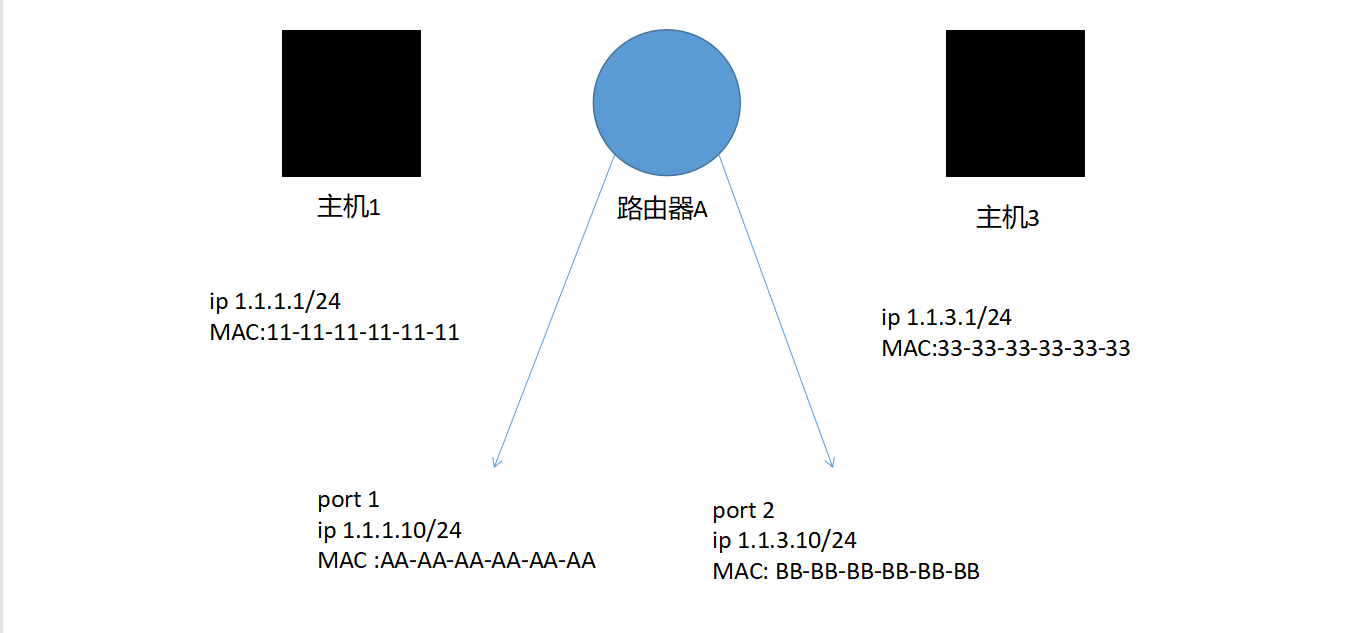 主机1
路由器A
主机3
ip 1.1.1.1/24
MAC:11-11-11-11-11-11
ip 1.1.3.1/24
MAC:33-33-33-33-33-33
port 1
ip 1.1.1.10/24
MAC :AA-AA-AA-AA-AA-AA
port 2
ip 1.1.3.10/24
MAC: BB-BB-BB-BB-BB-BB